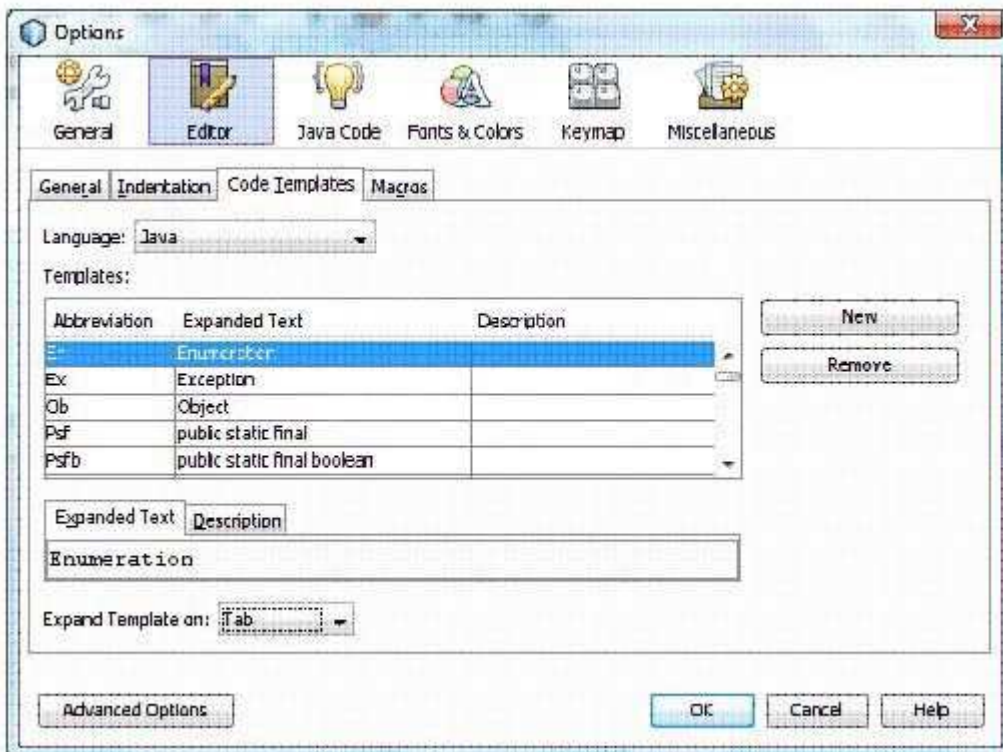 Options
General Editor Java Code Fonts & Colors Keymap Miscellaneous
General Indentation Code Templates Macros
Language: Java
Templates:
Abbreviation Expanded Text Description
En Enumeration
Ex Exception
Ob Object
Psf public static final
Psfb public static final boolean
New
Remove
Expanded Text Description
Enumeration
Expand Template on: Tab
Advanced Options OK Cancel Help